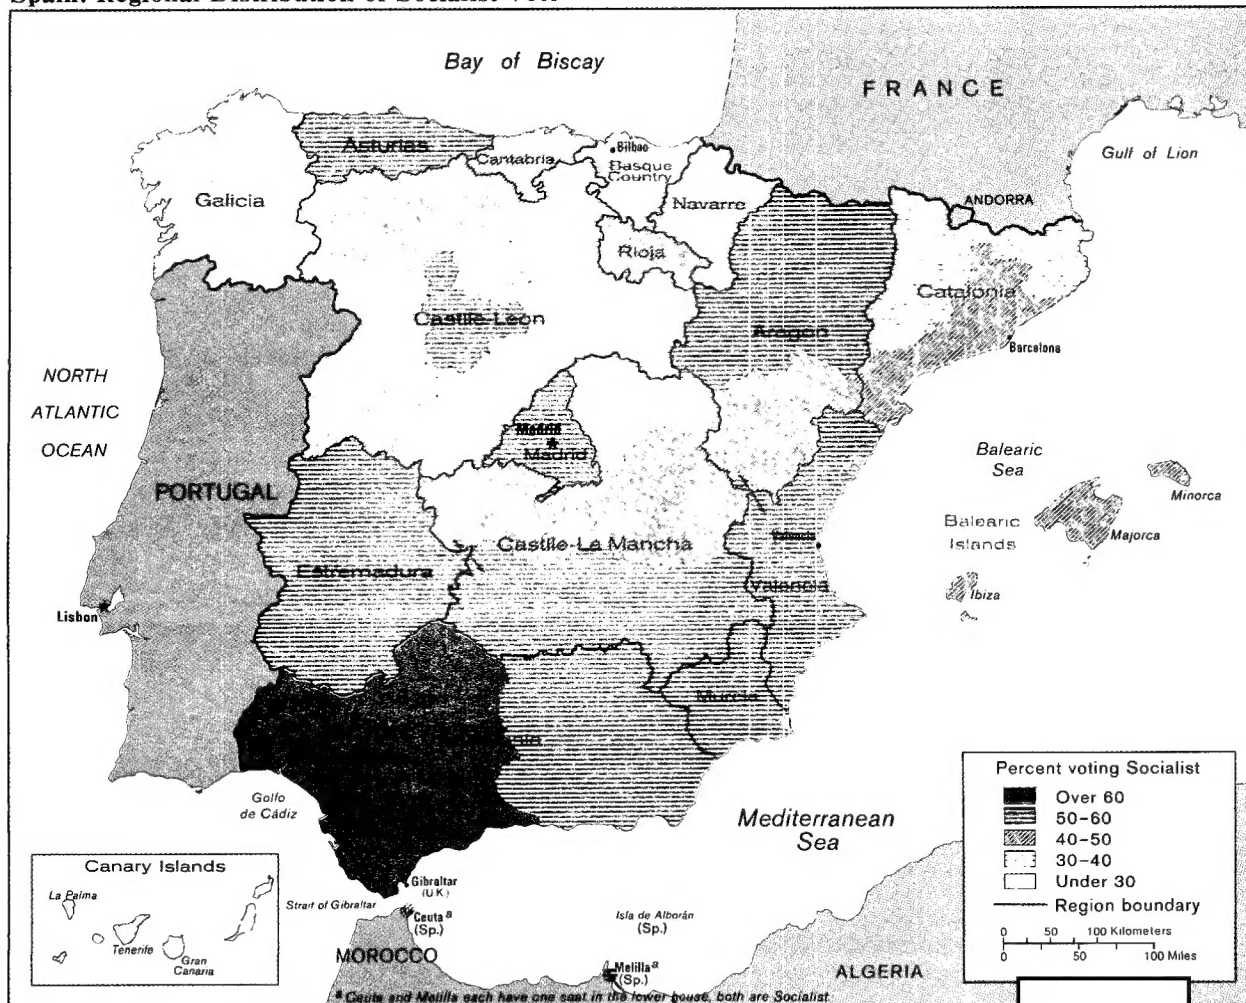 Spain: Regional Distribution of Socialist Vote
Bay of Biscay
FRANCE
Gulf of Lion
Asturias
Cantabria
Bilbao
Basque
Country
Galicia
Navarre
ANDORRA
Rioja
Catalonia
Castile-Leon
Aragon
Barcelona
NORTH
ATLANTIC
OCEAN
Madrid
Madrid
Balearic
Sea
Minorca
PORTUGAL
Balearic
Islands
Majorca
Castile-La Mancha
Valencia
Estremadura
Valencia
Ibiza
Lisbon
Murcia
Golfo
de Cádiz
Mediterranean
Sea
Percent voting Socialist
Over 60
50-60
40-50
30-40
Under 30
Region boundary
0 50 100 Kilometers
0 50 100 Miles
Canary Islands
La Palma
Tenerife
Gran
Canaria
Gibraltar
(U.K.)
Strait of Gibraltar
Ceuta a
(Sp.)
Isla de Alborán
(Sp.)
MOROCCO
Melilla a
(Sp.)
ALGERIA
a Ceuta and Melilla each have one seat in the lower house, both are Socialist